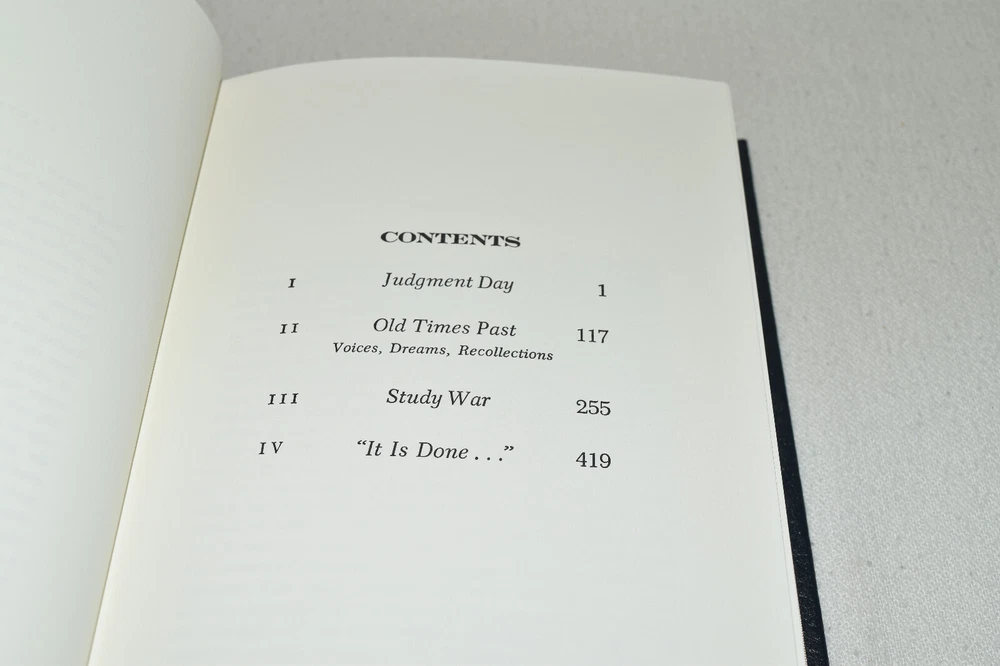 CONTENTS
I Judgment Day 1
II Old Times Past 117
Voices, Dreams, Recollections
III Study War 255
IV “It Is Done . . .” 419